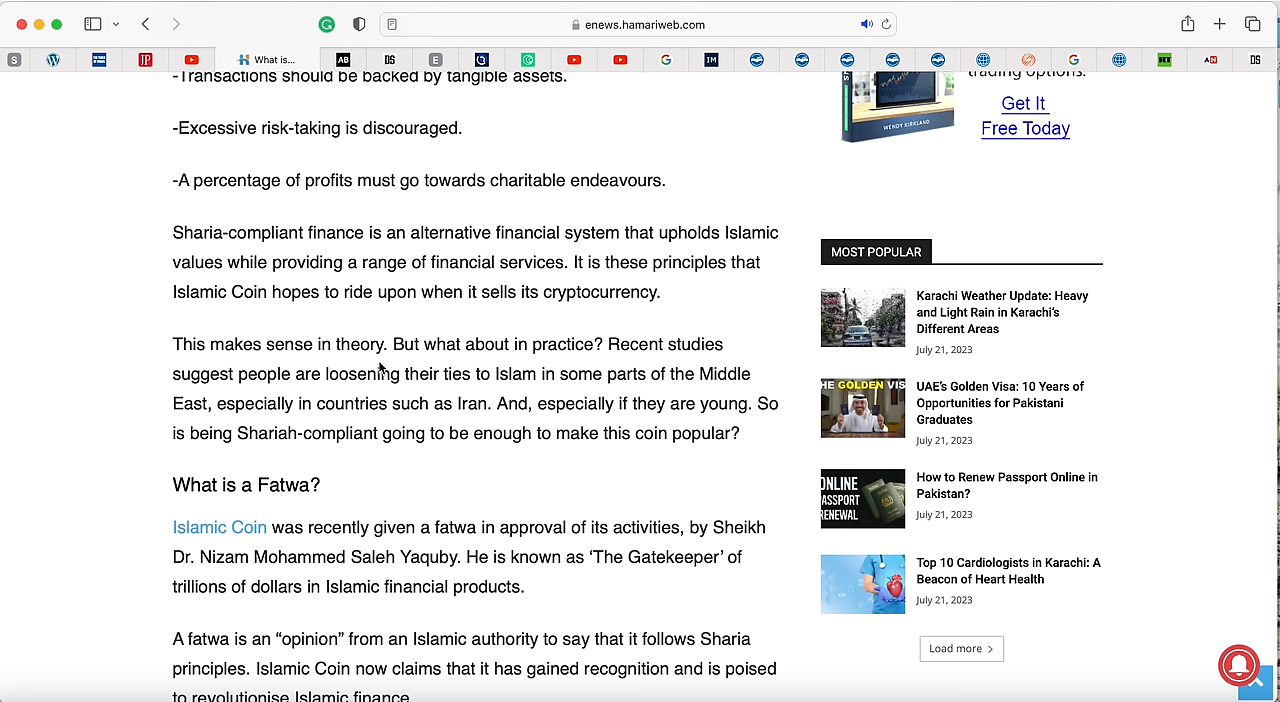 enews.hamariweb.com
S
JP
What is...
AB
DS
E
G
IM
G
RT
DS
-Transactions should be backed by tangible assets.
-Excessive risk-taking is discouraged.
-A percentage of profits must go towards charitable endeavours.
Sharia-compliant finance is an alternative financial system that upholds Islamic
values while providing a range of financial services. It is these principles that
Islamic Coin hopes to ride upon when it sells its cryptocurrency.
This makes sense in theory. But what about in practice? Recent studies
suggest people are loosening their ties to Islam in some parts of the Middle
East, especially in countries such as Iran. And, especially if they are young. So
is being Shariah-compliant going to be enough to make this coin popular?
What is a Fatwa?
Islamic Coin was recently given a fatwa in approval of its activities, by Sheikh
Dr. Nizam Mohammed Saleh Yaquby. He is known as ‘The Gatekeeper’ of
trillions of dollars in Islamic financial products.
A fatwa is an “opinion” from an Islamic authority to say that it follows Sharia
principles. Islamic Coin now claims that it has gained recognition and is poised
to revolutionise Islamic finance.
trading options.
Get It
Free Today
WENDY KIRKLAND
MOST POPULAR
Karachi Weather Update: Heavy
and Light Rain in Karachi’s
Different Areas
July 21, 2023
HE GOLDEN VIS
UAE’s Golden Visa: 10 Years of
Opportunities for Pakistani
Graduates
July 21, 2023
ONLINE
PASSPORT
RENEWAL
How to Renew Passport Online in
Pakistan?
July 21, 2023
Top 10 Cardiologists in Karachi: A
Beacon of Heart Health
July 21, 2023
Load more